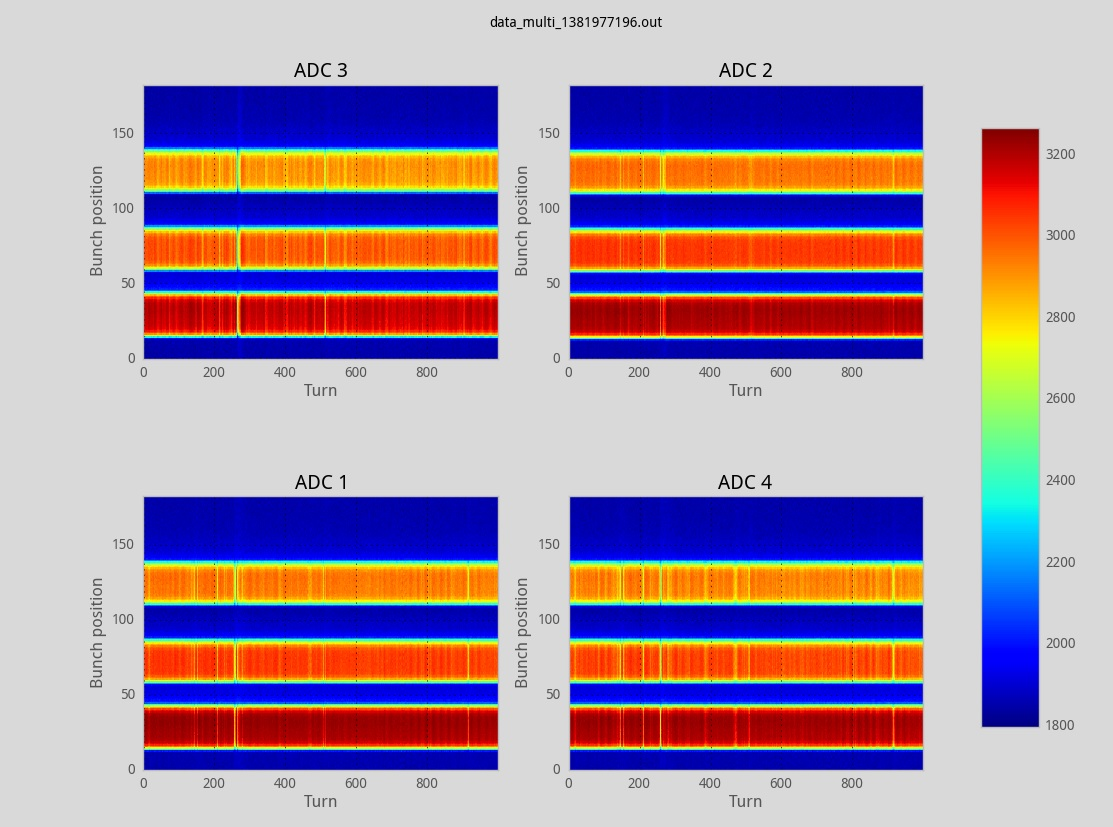 data_multi_1381977196.out
ADC 3
ADC 2
150
100
50
0
Bunch position
0 200 400 600 800
Turn
150
100
50
0
Bunch position
0 200 400 600 800
Turn
3200
3000
2800
2600
2400
2200
2000
1800
ADC 1
ADC 4
150
100
50
0
Bunch position
0 200 400 600 800
Turn
150
100
50
0
Bunch position
0 200 400 600 800
Turn